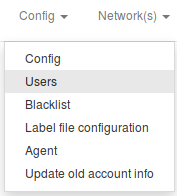 Config Network(s)
Config
Users
Blacklist
Label file configuration
Agent
Update old account info